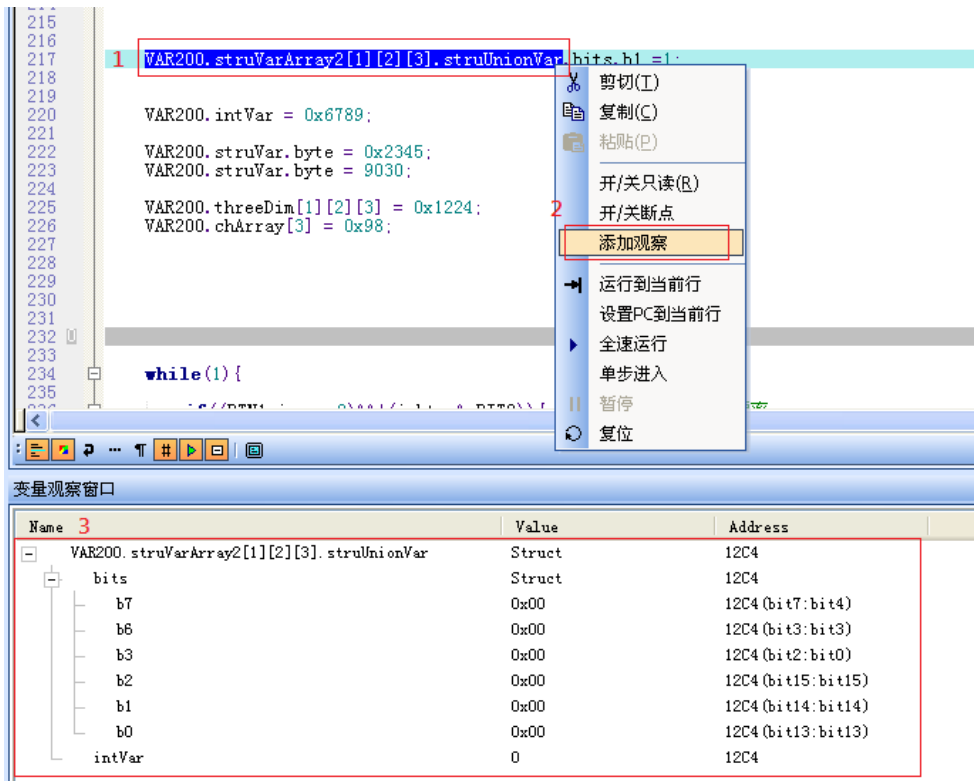 215
216
217 1 VAR200.struVarArray2[1][2][3].struUnionVar.bits.b1 =1;
218
219
220 VAR200.intVar = 0x6789;
221
222 VAR200.struVar.byte = 0x2345;
223 VAR200.struVar.byte = 9030;
224
225 VAR200.threeDim[1][2][3] = 0x1224;
226 VAR200.chArray[3] = 0x98;
227
228
229
230
231
232
233
234 while(1){
235
剪切(T)
复制(C)
粘贴(P)
开/关只读(R)
2 开/关断点
添加观察
运行到当前行
设置PC到当前行
全速运行
单步进入
暂停
复位
变量观察窗口
Name 3 Value Address
VAR200.struVarArray2[1][2][3].struUnionVar Struct 12C4
bits Struct 12C4
b7 0x00 12C4(bit7:bit4)
b6 0x00 12C4(bit3:bit3)
b3 0x00 12C4(bit2:bit0)
b2 0x00 12C4(bit15:bit15)
b1 0x00 12C4(bit14:bit14)
b0 0x00 12C4(bit13:bit13)
intVar 0 12C4